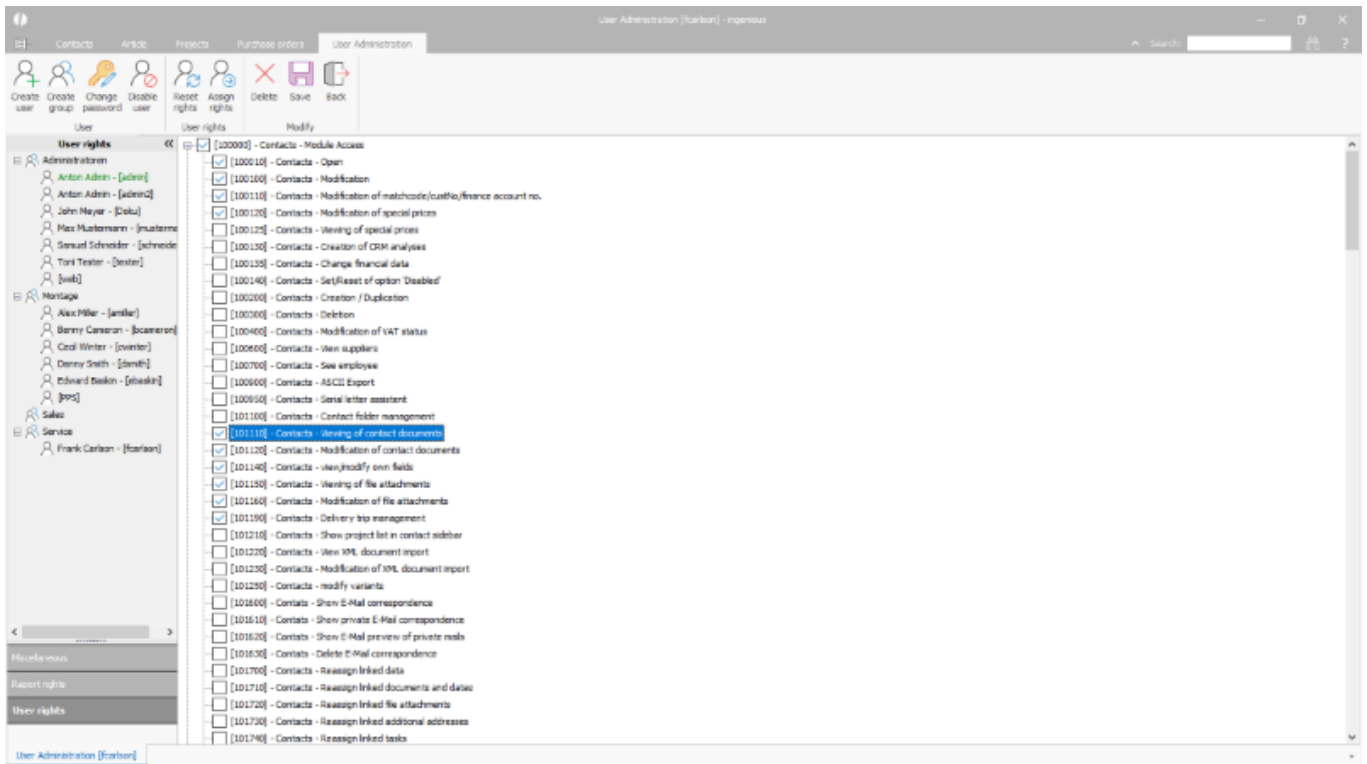 User Administration [fcarlson] - ingenious
Contacts Article Projects Purchase orders User Administration Search: ?
Create user Create group Change password Disable user Reset rights Assign rights Delete Save Back
User User rights Modify
User rights
Administratoren
Anton Admin - [admin]
Anton Admin - [admin2]
John Meyer - [Doku]
Max Mustermann - [musterma
Samuel Schneider - [schneide
Toni Tester - [tester]
[web]
Montage
Alex Miller - [amiller]
Benny Cameron - [bcameron]
Cecil Winter - [cwinter]
Danny Smith - [dsmith]
Edward Baskin - [ebaskin]
[PPS]
Sales
Service
Frank Carlson - [fcarlson]
Miscellaneous
Report rights
User rights
[100000] - Contacts - Module Access
[100010] - Contacts - Open
[100100] - Contacts - Modification
[100110] - Contacts - Modification of matchcode/custNo/finance account no.
[100120] - Contacts - Modification of special prices
[100125] - Contacts - Viewing of special prices
[100130] - Contacts - Creation of CRM analyses
[100135] - Contacts - Change financial data
[100140] - Contacts - Set/Reset of option 'Disabled'
[100200] - Contacts - Creation / Duplication
[100300] - Contacts - Deletion
[100400] - Contacts - Modification of VAT status
[100600] - Contacts - View suppliers
[100700] - Contacts - See employee
[100900] - Contacts - ASCII Export
[100950] - Contacts - Serial letter assistent
[101100] - Contacts - Contact folder management
[101110] - Contacts - Viewing of contact documents
[101120] - Contacts - Modification of contact documents
[101140] - Contacts - view/modify own fields
[101150] - Contacts - Viewing of file attachments
[101160] - Contacts - Modification of file attachments
[101190] - Contacts - Delivery trip management
[101210] - Contacts - Show project list in contact sidebar
[101220] - Contacts - View XML document import
[101230] - Contacts - Modification of XML document import
[101250] - Contacts - modify variants
[101600] - Contats - Show E-Mail correspondence
[101610] - Contats - Show private E-Mail correspondence
[101620] - Contats - Show E-Mail preview of private mails
[101630] - Contats - Delete E-Mail correspondence
[101700] - Contacts - Reassign linked data
[101710] - Contacts - Reassign linked documents and dates
[101720] - Contacts - Reassign linked file attachments
[101730] - Contacts - Reassign linked additional addresses
[101740] - Contacts - Reassign linked tasks
User Administration [fcarlson]